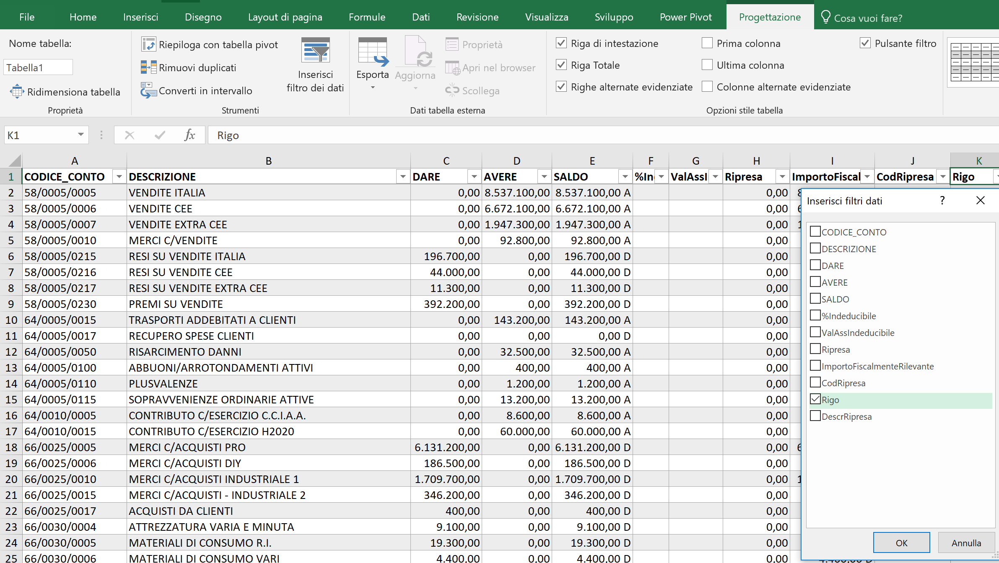 File Home Inserisci Disegno Layout di pagina Formule Dati Revisione Visualizza Sviluppo Power Pivot Progettazione Cosa vuoi fare?
Nome tabella:
Tabella1
Ridimensiona tabella
Proprietà
Riepiloga con tabella pivot
Rimuovi duplicati
Converti in intervallo
Inserisci
filtro dei dati
Strumenti
Esporta
Aggiorna
Proprietà
Apri nel browser
Scollega
Dati tabella esterna
Riga di intestazione
Riga Totale
Righe alternate evidenziate
Prima colonna
Ultima colonna
Colonne alternate evidenziate
Pulsante filtro
Opzioni stile tabella
K1 fx Rigo
A B C D E F G H I J K
1 CODICE_CONTO DESCRIZIONE DARE AVERE SALDO ValAssI Ripresa ImportoFiscal CodRipresa Rigo
2 58/0005/0005 VENDITE ITALIA 0,00 8.537.100,00 8.537.100,00 A 0,00
3 58/0005/0006 VENDITE CEE 0,00 6.672.100,00 6.672.100,00 A 0,00
4 58/0005/0007 VENDITE EXTRA CEE 0,00 1.947.300,00 1.947.300,00 A 0,00
5 58/0005/0010 MERCI C/VENDITE 0,00 92.800,00 92.800,00 A 0,00
6 58/0005/0215 RESI SU VENDITE ITALIA 196.700,00 0,00 196.700,00 D 0,00
7 58/0005/0216 RESI SU VENDITE CEE 44.000,00 0,00 44.000,00 D 0,00
8 58/0005/0217 RESI SU VENDITE EXTRA CEE 11.300,00 0,00 11.300,00 D 0,00
9 58/0005/0230 PREMI SU VENDITE 392.200,00 0,00 392.200,00 D 0,00
10 64/0005/0015 TRASPORTI ADDEBITATI A CLIENTI 0,00 143.200,00 143.200,00 A 0,00
11 64/0005/0017 RECUPERO SPESE CLIENTI 0,00 0,00 0,00 D 0,00
12 64/0005/0050 RISARCIMENTO DANNI 0,00 32.500,00 32.500,00 A 0,00
13 64/0005/0100 ABBUONI/ARROTONDAMENTI ATTIVI 0,00 400,00 400,00 A 0,00
14 64/0005/0110 PLUSVALENZE 0,00 1.200,00 1.200,00 A 0,00
15 64/0005/0115 SOPRAVVENIENZE ORDINARIE ATTIVE 0,00 13.200,00 13.200,00 A 0,00
16 64/0010/0005 CONTRIBUTO C/ESERCIZIO C.C.I.A.A. 0,00 8.600,00 8.600,00 A 0,00
17 64/0010/0015 CONTRIBUTO C/ESERCIZIO H2020 0,00 60.000,00 60.000,00 A 0,00
18 66/0025/0005 MERCI C/ACQUISTI PRO 6.131.200,00 0,00 6.131.200,00 D 0,00
19 66/0025/0006 MERCI C/ACQUISTI DIY 186.500,00 0,00 186.500,00 D 0,00
20 66/0025/0010 MERCI C/ACQUISTI INDUSTRIALE 1 1.709.700,00 0,00 1.709.700,00 D 0,00
21 66/0025/0015 MERCI C/ACQUISTI - INDUSTRIALE 2 346.200,00 0,00 346.200,00 D 0,00
22 66/0025/0017 ACQUISTI DA CLIENTI 400,00 0,00 400,00 D 0,00
23 66/0030/0004 ATTREZZATURA VARIA E MINUTA 9.100,00 0,00 9.100,00 D 0,00
24 66/0030/0005 MATERIALI DI CONSUMO R.I. 19.300,00 0,00 19.300,00 D 0,00
25 66/0030/0006 MATERIALI DI CONSUMO VARI 4.400,00 0,00 4.400,00 D 0,00
Inserisci filtri dati ?
CODICE_CONTO
DESCRIZIONE
DARE
AVERE
SALDO
%Indeducibile
ValAssIndeducibile
Ripresa
ImportoFiscalmenteRilevante
CodRipresa
Rigo
DescrRipresa
OK Annulla